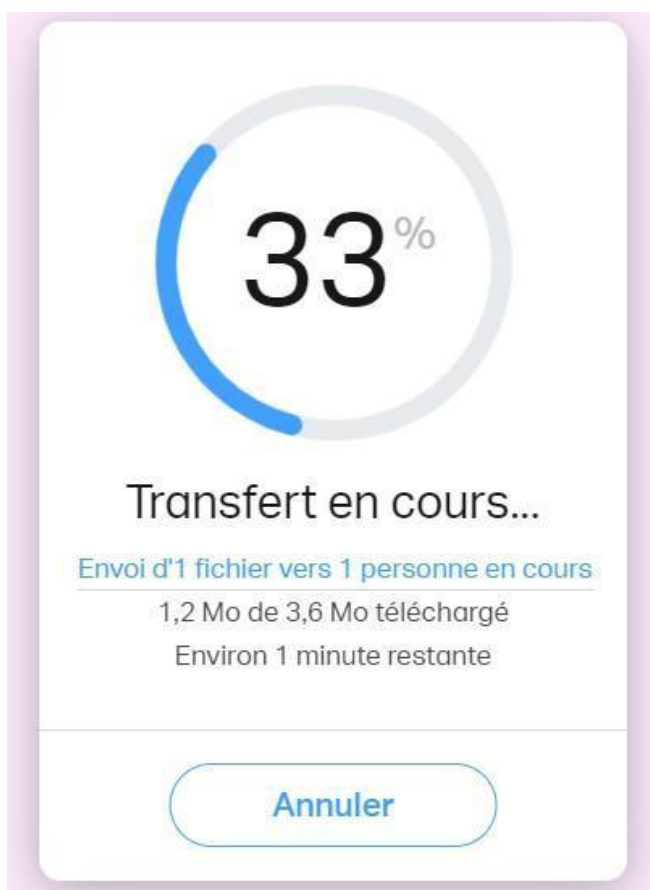 33%
Transfert en cours...
Envoi d'1 fichier vers 1 personne en cours
1,2 Mo de 3,6 Mo téléchargé
Environ 1 minute restante
Annuler